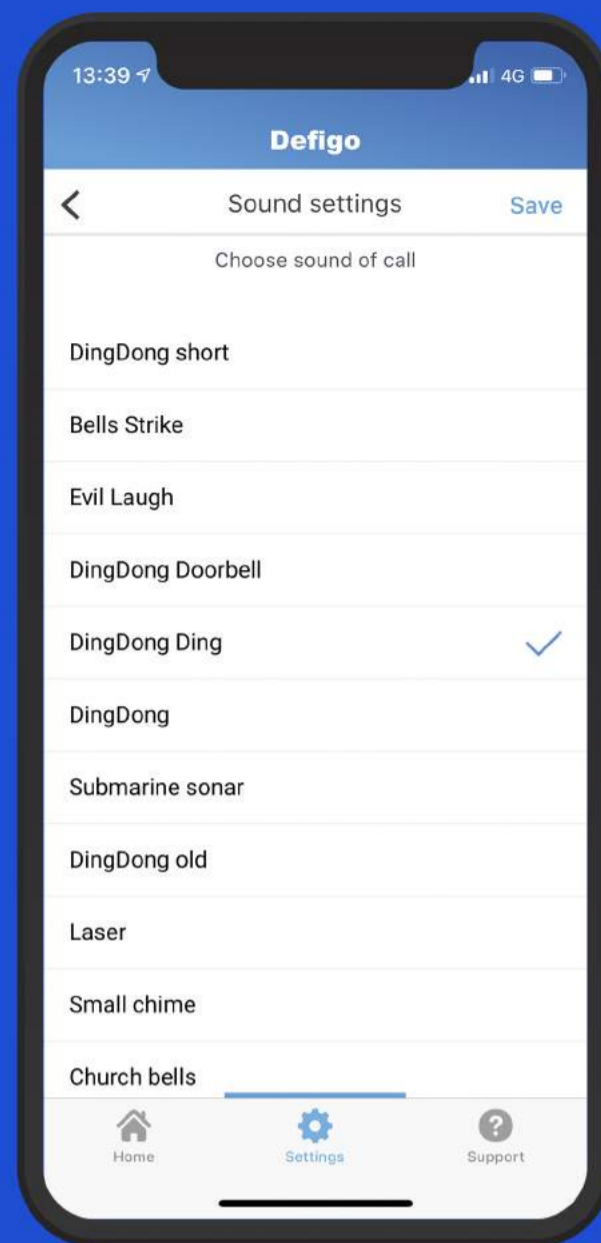 13:39 4G
Defigo
Sound settings Save
Choose sound of call
DingDong short
Bells Strike
Evil Laugh
DingDong Doorbell
DingDong Ding
DingDong
Submarine sonar
DingDong old
Laser
Small chime
Church bells
Home Settings Support